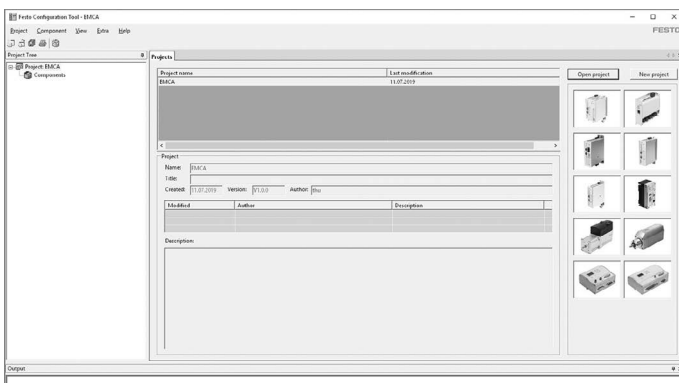 Festo Configuration Tool - EMCA
Project Component View Extra Help
FESTO
Project Tree
Projects
Project: EMCA
Components
Project name Last modification
EMCA 11.07.2019
Open project New project
Project
Name: EMCA
Title:
Created: 11.07.2019 Version: V1.0.0 Author: thu
Modified Author Description
Description:
Output